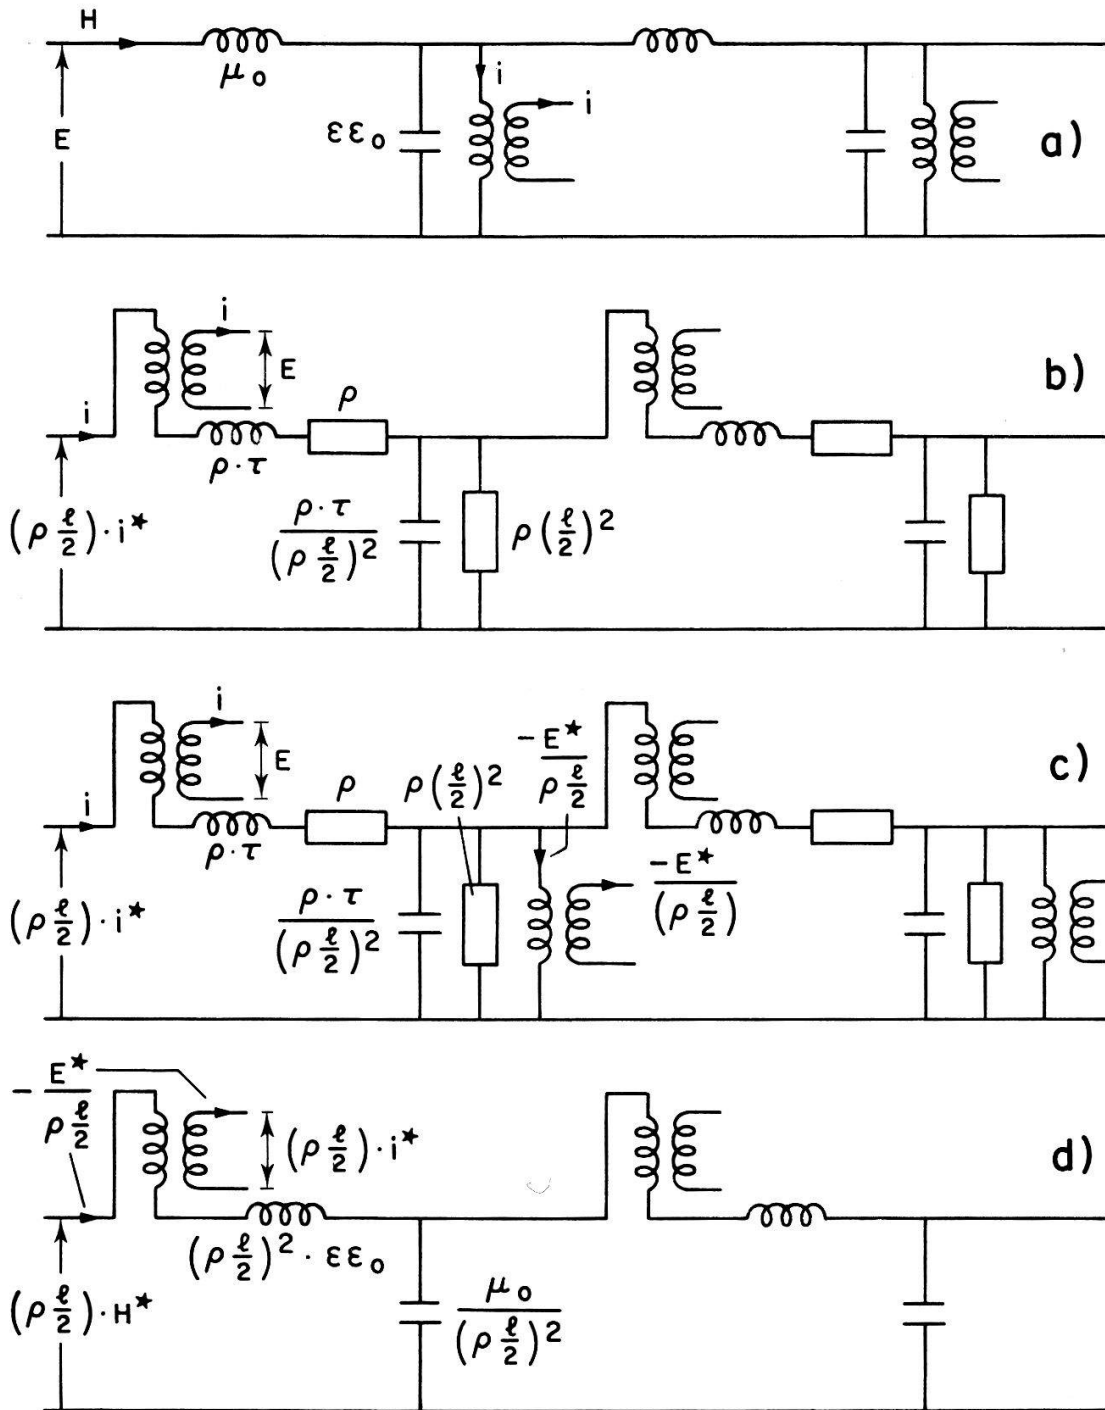 H
μ₀
E
εε₀
i
i
a)
i
E
i
ρ
ρ·τ
(ρ ℓ/2)·i*
ρ·τ/(ρ ℓ/2)²
ρ(ℓ/2)²
b)
i
E
i
ρ
ρ·τ
ρ(ℓ/2)²
-E*/ρ ℓ/2
(ρ ℓ/2)·i*
ρ·τ/(ρ ℓ/2)²
-E*/(ρ ℓ/2)
c)
-E*/ρ ℓ/2
(ρ ℓ/2)·i*
(ρ ℓ/2)²·εε₀
(ρ ℓ/2)·H*
μ₀/(ρ ℓ/2)²
d)